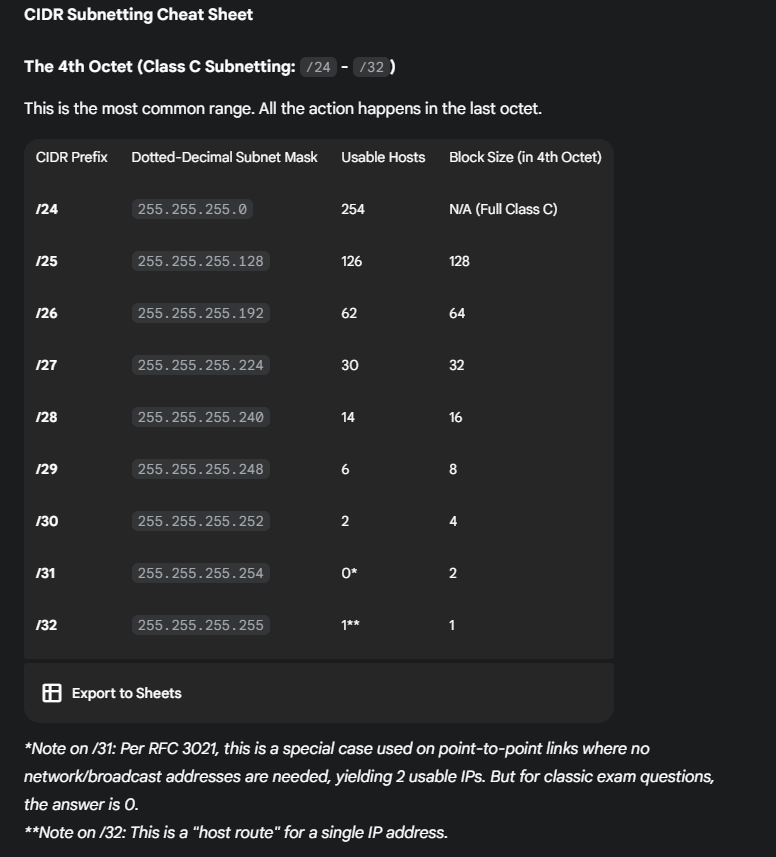 CIDR Subnetting Cheat Sheet
The 4th Octet (Class C Subnetting: /24 - /32)
This is the most common range. All the action happens in the last octet.
CIDR Prefix Dotted-Decimal Subnet Mask Usable Hosts Block Size (in 4th Octet)
/24 255.255.255.0 254 N/A (Full Class C)
/25 255.255.255.128 126 128
/26 255.255.255.192 62 64
/27 255.255.255.224 30 32
/28 255.255.255.240 14 16
/29 255.255.255.248 6 8
/30 255.255.255.252 2 4
/31 255.255.255.254 0* 2
/32 255.255.255.255 1** 1
Export to Sheets
*Note on /31: Per RFC 3021, this is a special case used on point-to-point links where no
network/broadcast addresses are needed, yielding 2 usable IPs. But for classic exam questions,
the answer is 0.
**Note on /32: This is a "host route" for a single IP address.